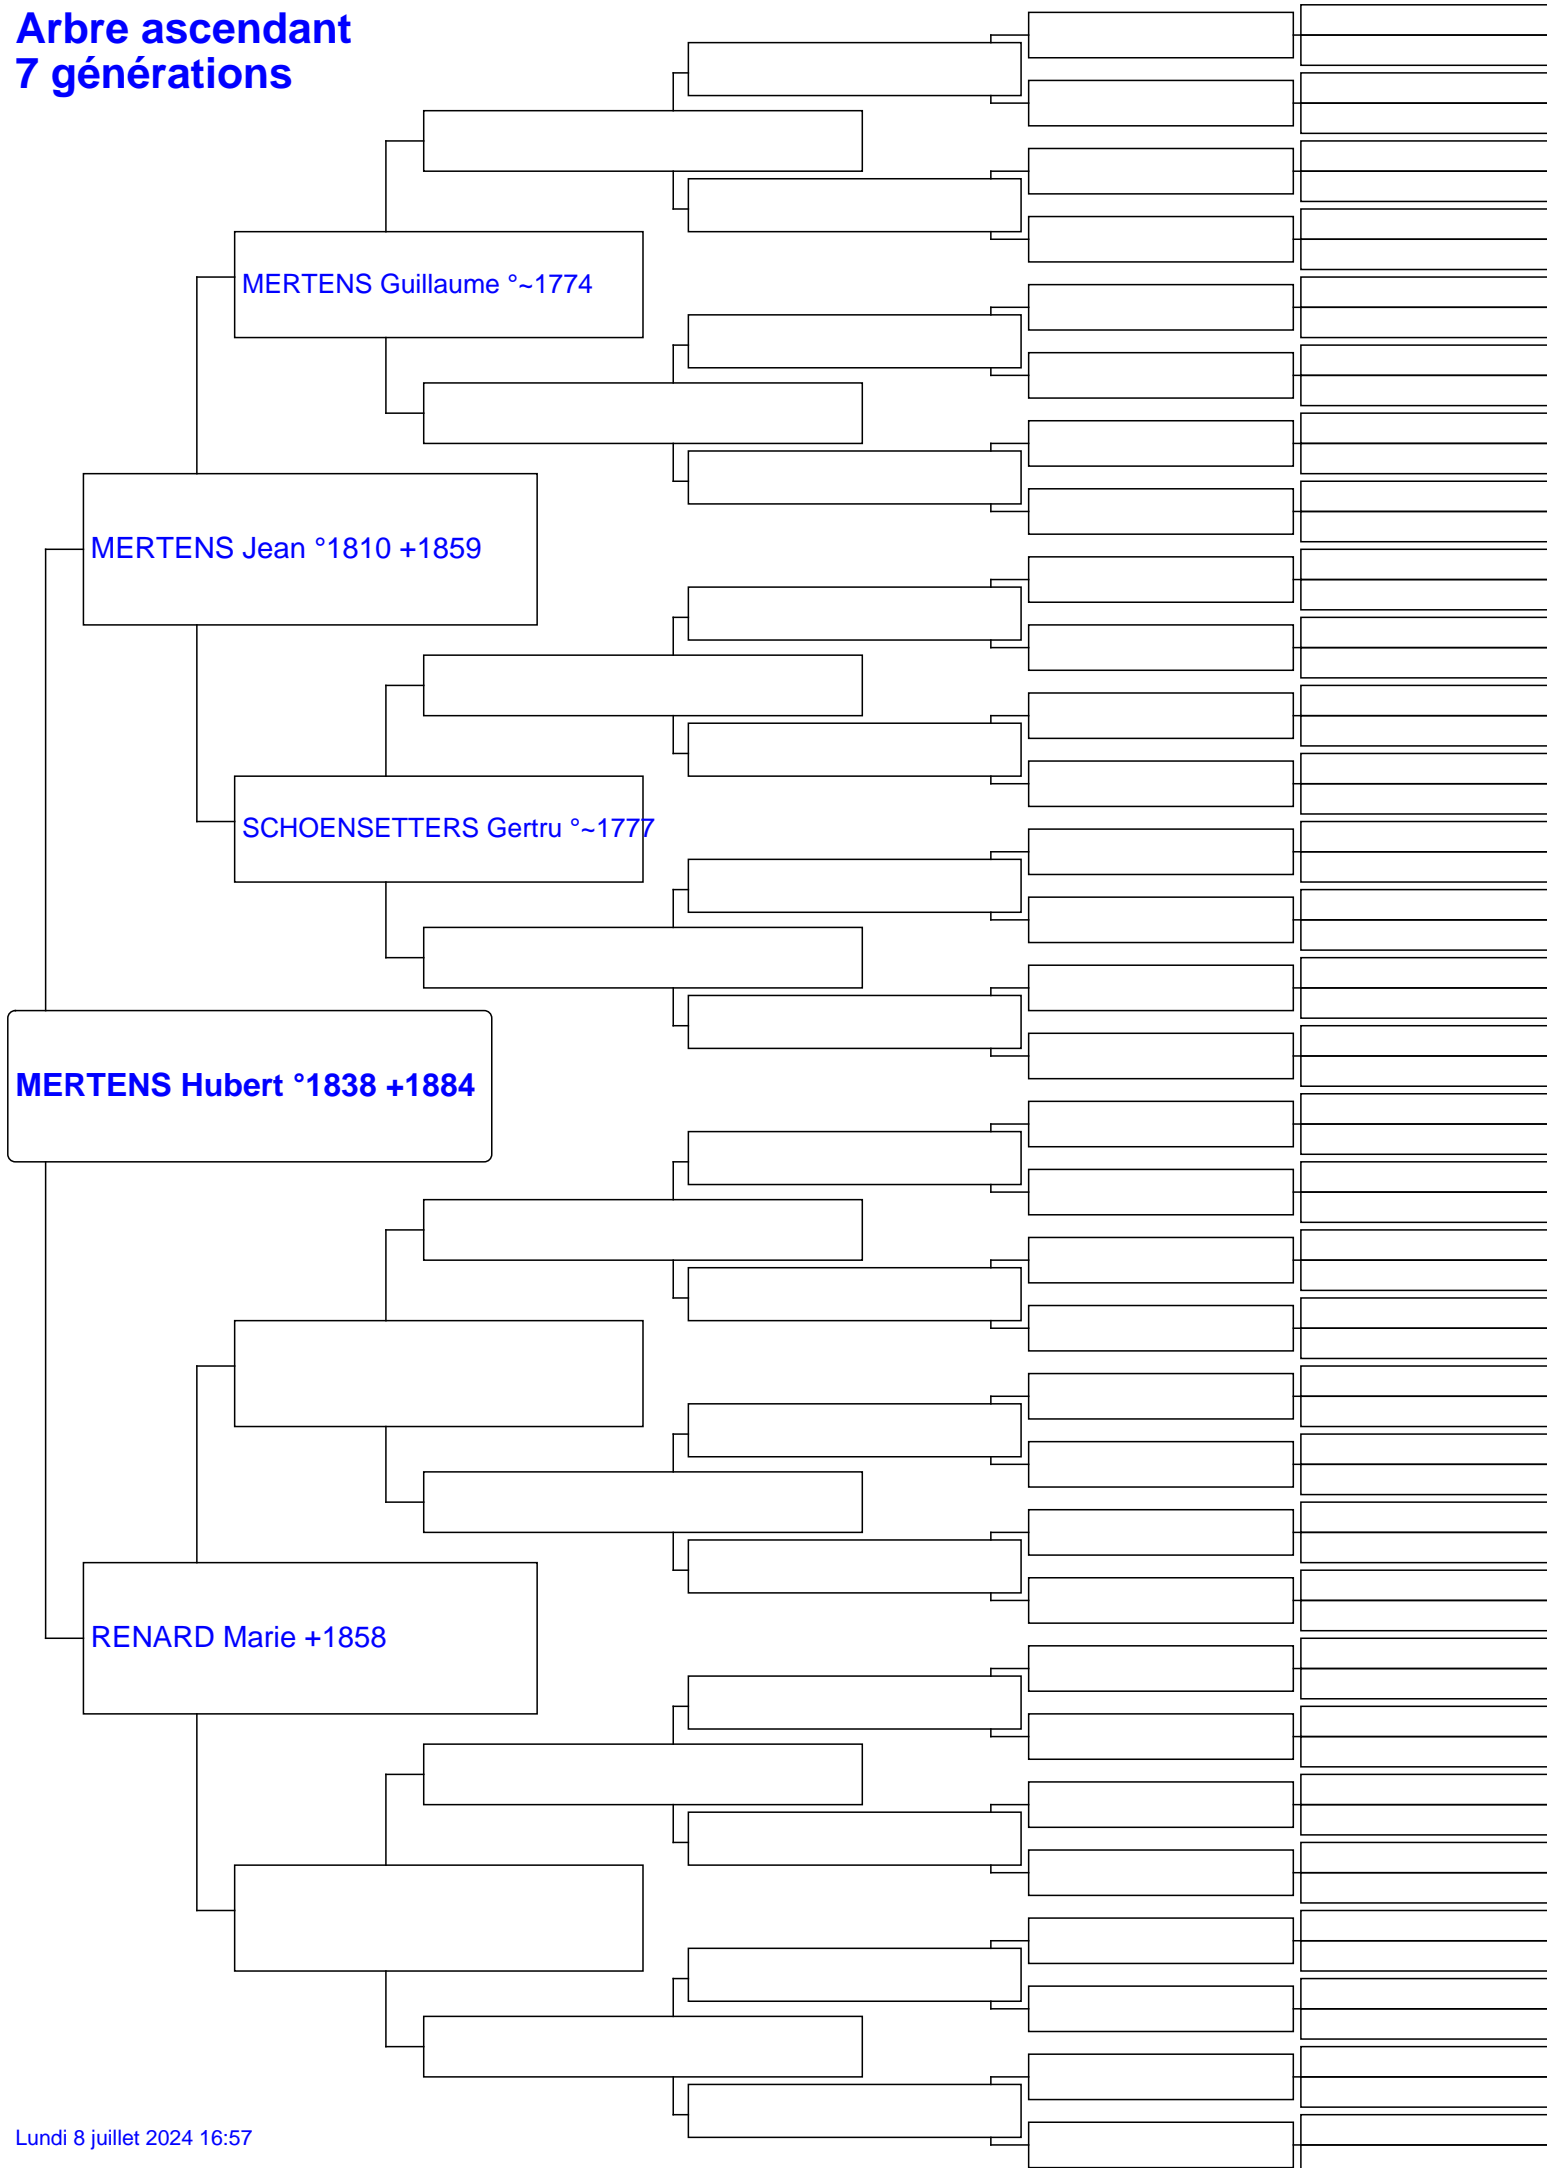 Arbre ascendant
7 générations
MERTENS Guillaume °~1774
MERTENS Jean °1810 +1859
SCHOENSETTERS Gertru °~1777
MERTENS Hubert °1838 +1884
RENARD Marie +1858
Lundi 8 juillet 2024 16:57